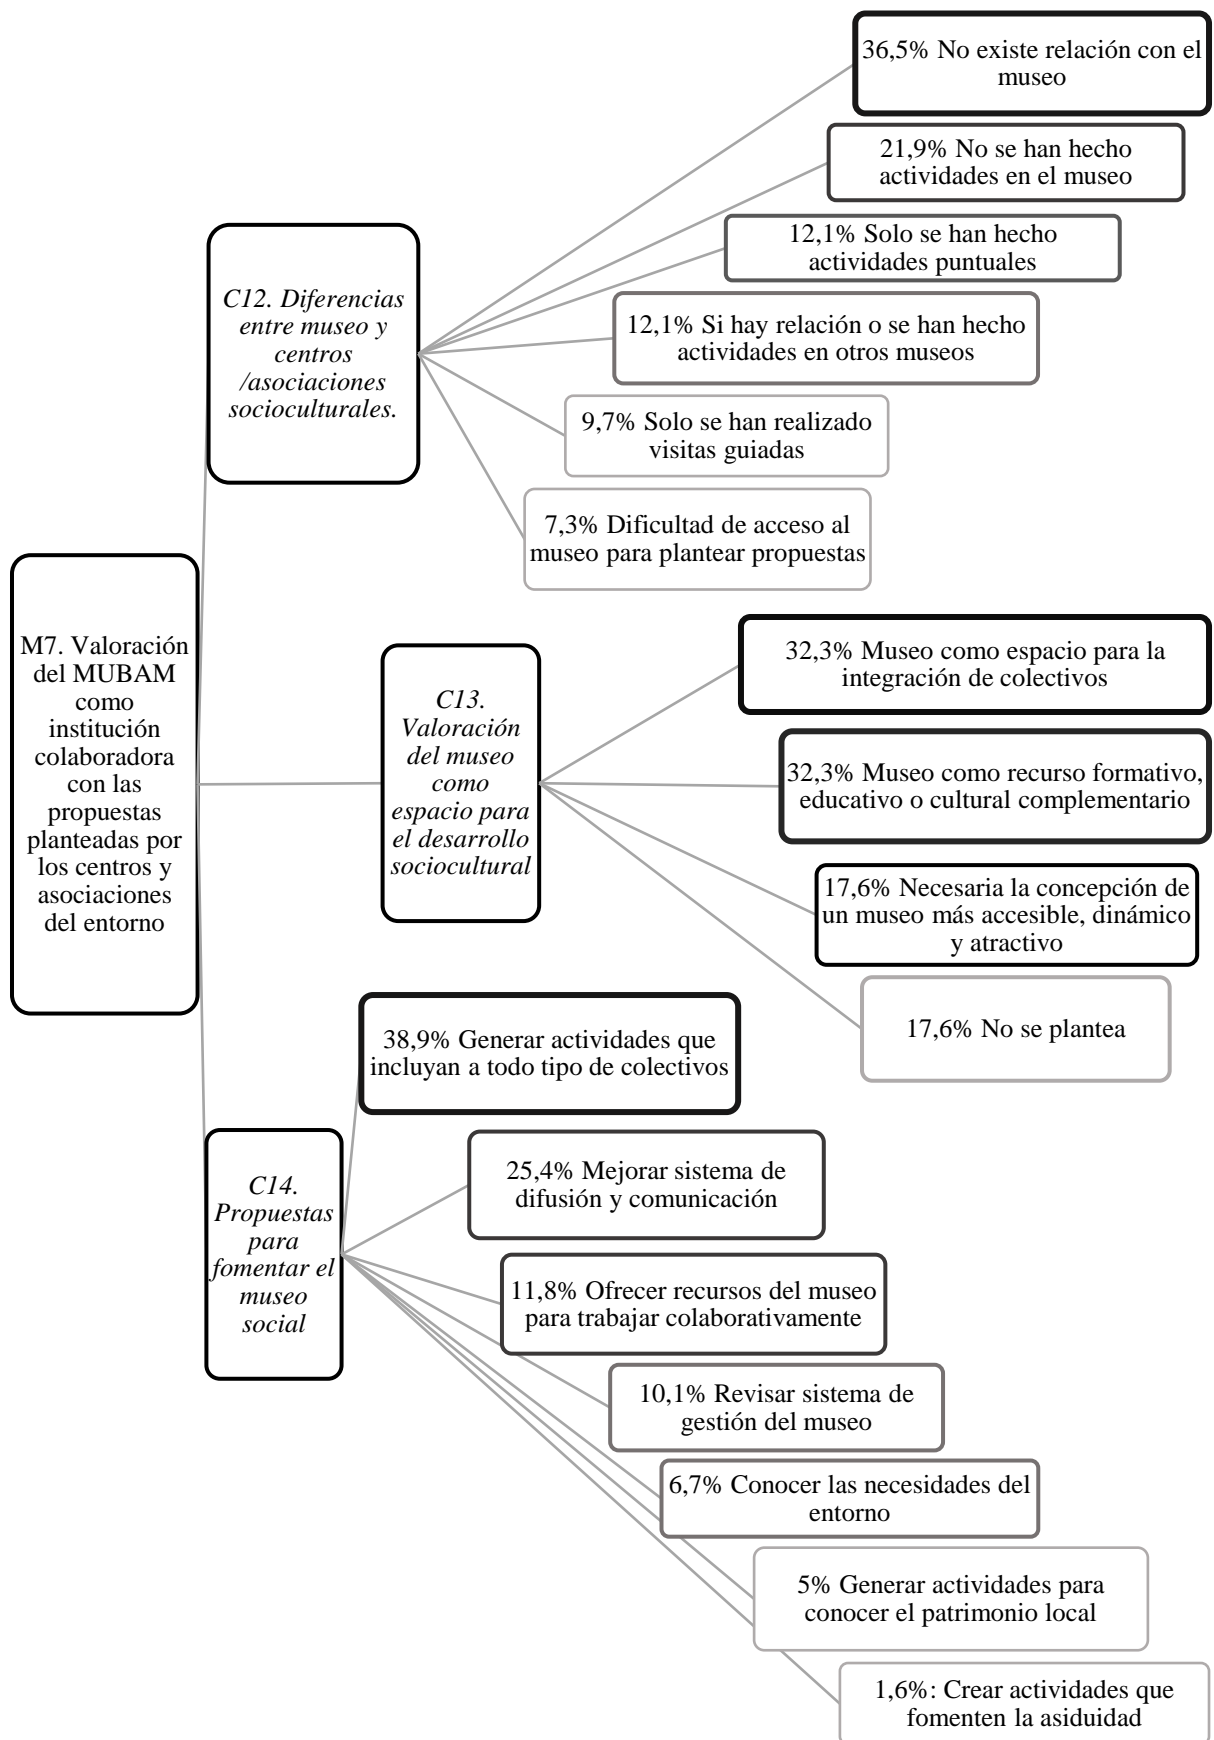 M7. Valoración
del MUBAM
como
institución
colaboradora
con las
propuestas
planteadas por
los centros y
asociaciones
del entorno
C12. Diferencias
entre museo y
centros
/asociaciones
socioculturales.
36,5% No existe relación con el
museo
21,9% No se han hecho
actividades en el museo
12,1% Solo se han hecho
actividades puntuales
12,1% Si hay relación o se han hecho
actividades en otros museos
9,7% Solo se han realizado
visitas guiadas
7,3% Dificultad de acceso al
museo para plantear propuestas
C13.
Valoración
del museo
como
espacio para
el desarrollo
sociocultural
32,3% Museo como espacio para la
integración de colectivos
32,3% Museo como recurso formativo,
educativo o cultural complementario
17,6% Necesaria la concepción de
un museo más accesible, dinámico
y atractivo
17,6% No se plantea
C14.
Propuestas
para
fomentar el
museo
social
38,9% Generar actividades que
incluyan a todo tipo de colectivos
25,4% Mejorar sistema de
difusión y comunicación
11,8% Ofrecer recursos del museo
para trabajar colaborativamente
10,1% Revisar sistema de
gestión del museo
6,7% Conocer las necesidades del
entorno
5% Generar actividades para
conocer el patrimonio local
1,6%: Crear actividades que
fomenten la asiduidad